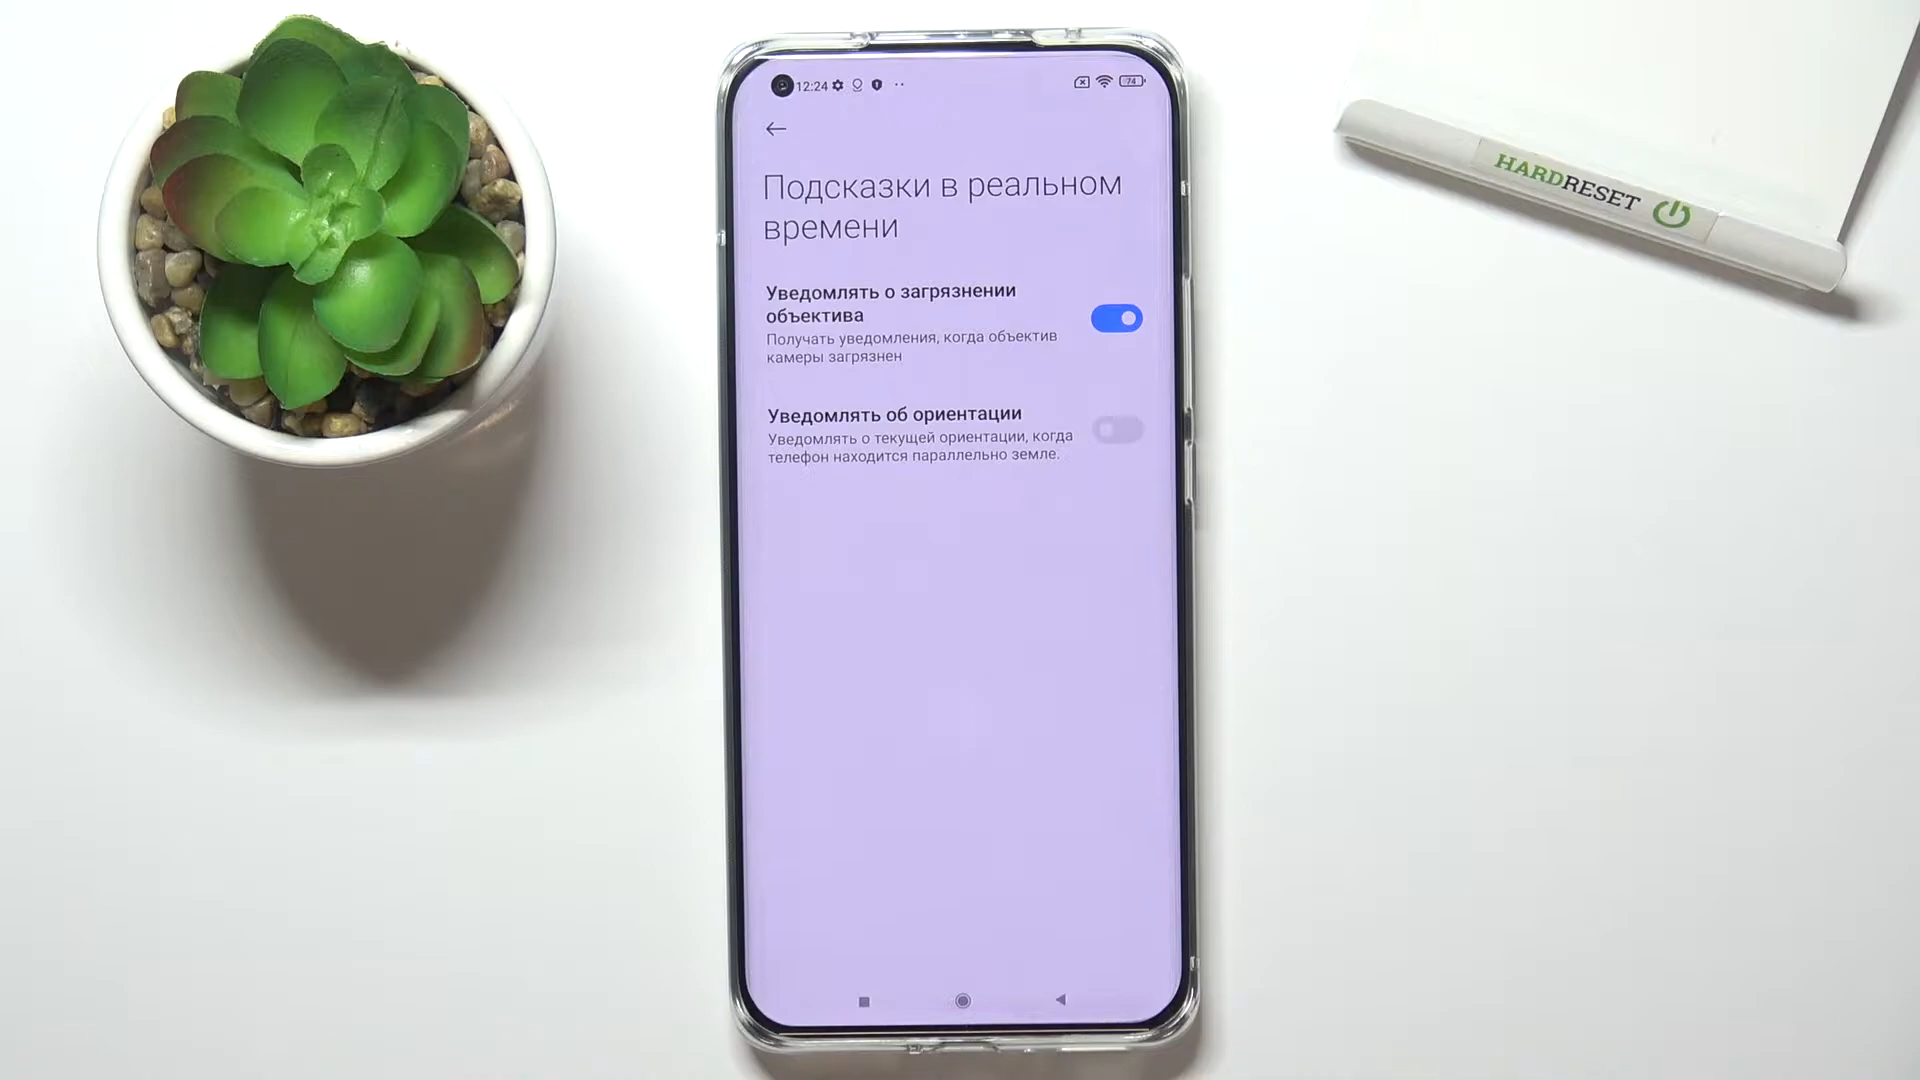 12:24
74
Подсказки в реальном
времени
Уведомлять о загрязнении
объектива
Получать уведомления, когда объектив
камеры загрязнен
Уведомлять об ориентации
Уведомлять о текущей ориентации, когда
телефон находится параллельно земле.
HARDRESET